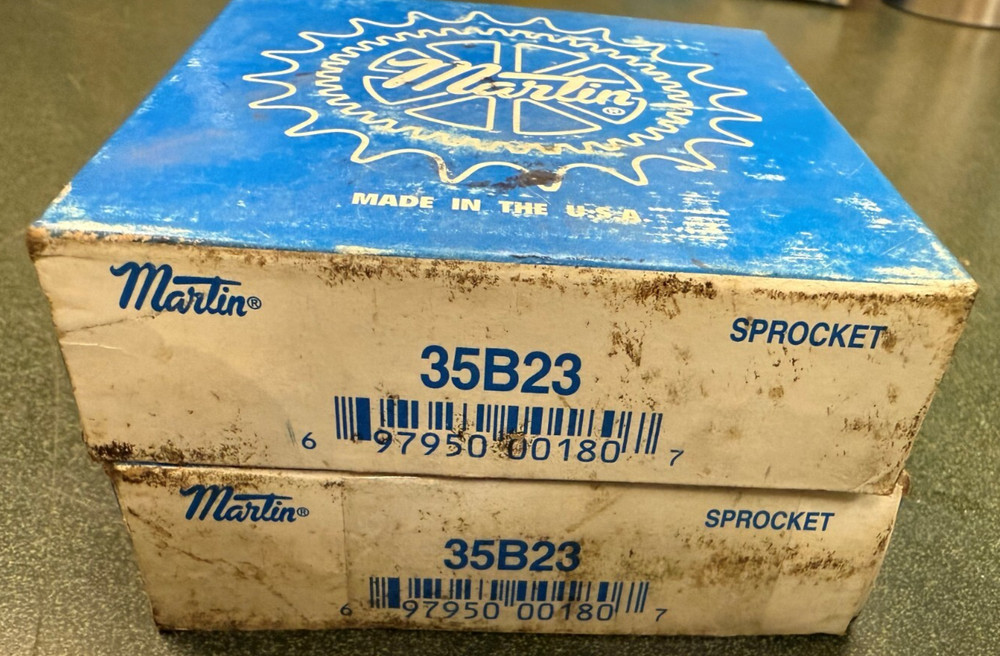 Martin®
MADE IN THE U.S.A.
Martin®
SPROCKET
35B23
6 97950 00180 7
Martin®
SPROCKET
35B23
6 97950 00180 7